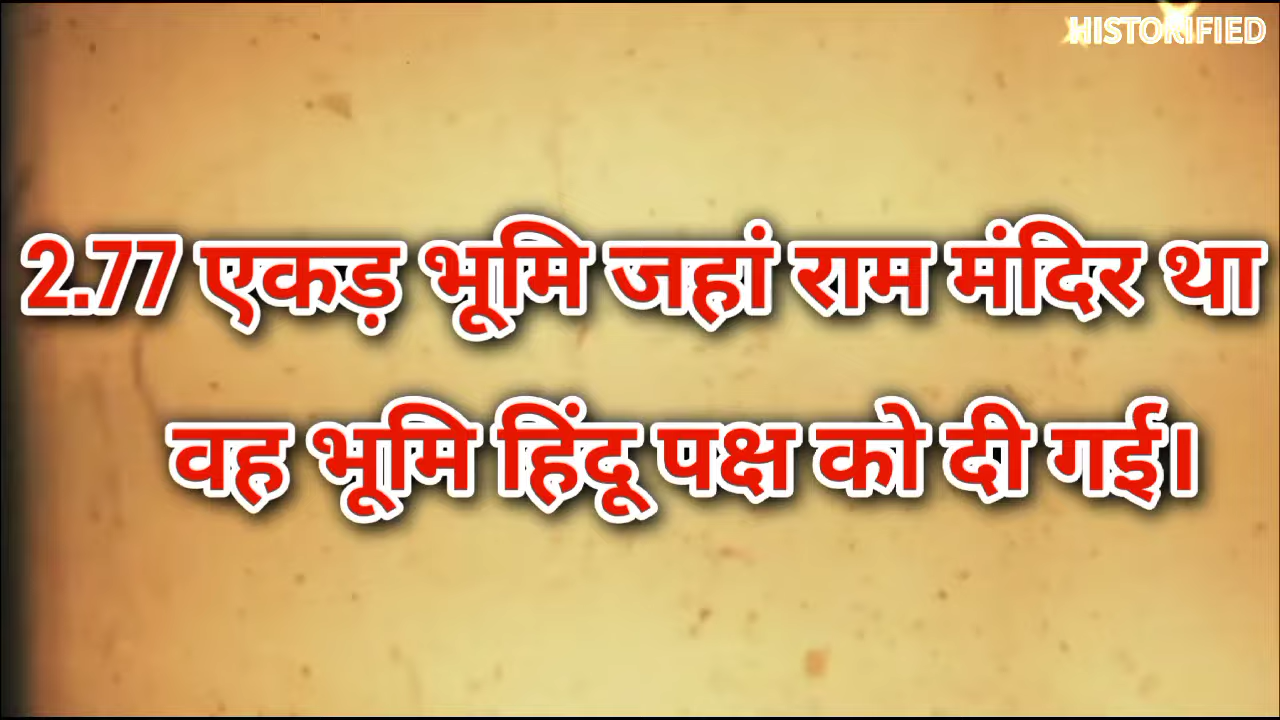 HISTORIFIED
2.77 एकड़ भूमि जहां राम मंदिर था
वह भूमि हिंदू पक्ष को दी गई।